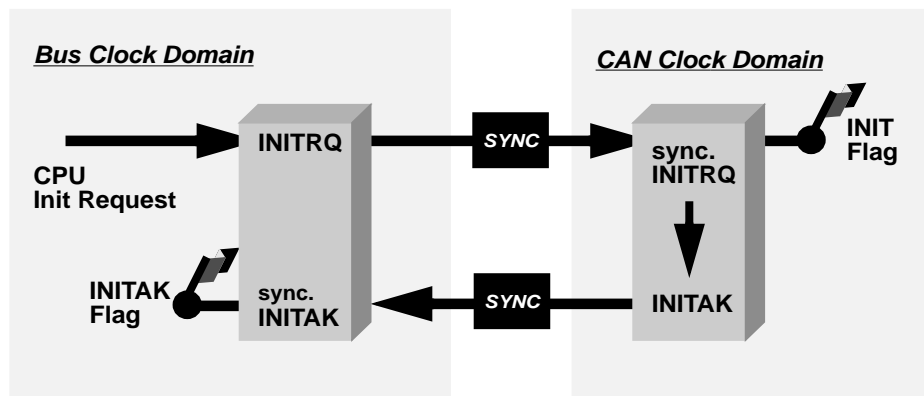 Bus Clock Domain
CAN Clock Domain
CPU
Init Request
INITRQ
SYNC
sync.
INITRQ
INIT
Flag
INITAK
Flag
sync.
INITAK
SYNC
INITAK